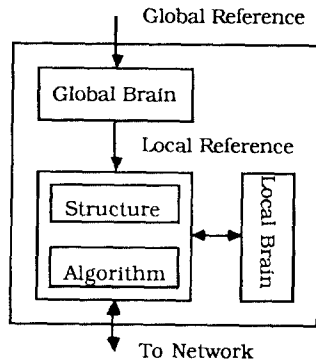 Global Reference
Global Brain
Local Reference
Structure
Local Brain
Algorithm
To Network